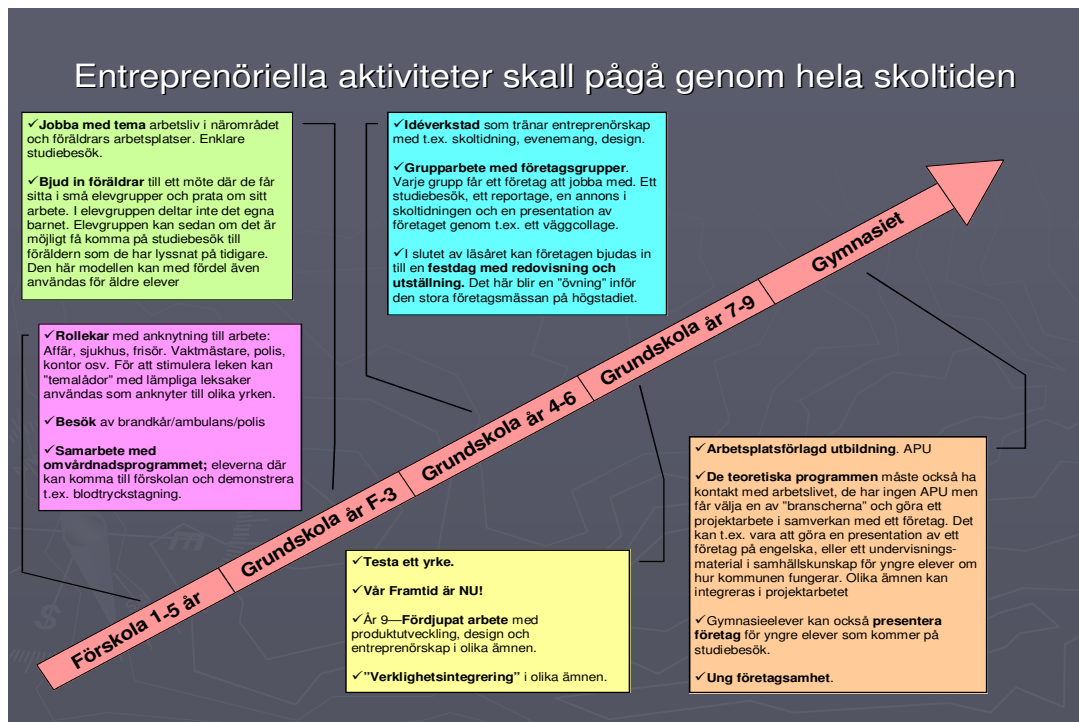 Entreprenöriella aktiviteter skall pågå genom hela skoltiden
✓Jobba med tema arbetsliv i närområdet
och föräldrars arbetsplatser. Enklare
studiebesök.
✓Bjud in föräldrar till ett möte där de får
sitta i små elevgrupper och prata om sitt
arbete. I elevgruppen deltar inte det egna
barnet. Elevgruppen kan sedan om det är
möjligt få komma på studiebesök till
föräldern som de har lyssnat på tidigare.
Den här modellen kan med fördel även
användas för äldre elever
✓Idéverkstad som tränar entreprenörskap
med t.ex. skoltidning, evenemang, design.
✓Grupparbete med företagsgrupper.
Varje grupp får ett företag att jobba med. Ett
studiebesök, ett reportage, en annons i
skoltidningen och en presentation av
företaget genom t.ex. ett väggcollage.
✓I slutet av läsåret kan företagen bjudas in
till en festdag med redovisning och
utställning. Det här blir en "övning" inför
den stora företagsmässan på högstadiet.
✓Rollekar med anknytning till arbete:
Affär, sjukhus, frisör. Vaktmästare, polis,
kontor osv. För att stimulera leken kan
"temalådor" med lämpliga leksaker
användas som anknyter till olika yrken.
✓Besök av brandkår/ambulans/polis
✓Samarbete med
omvårdnadsprogrammet; eleverna där
kan komma till förskolan och demonstrera
t.ex. blodtryckstagning.
Förskola 1-5 år
Grundskola år F-3
Grundskola år 4-6
Grundskola år 7-9
Gymnasiet
✓Testa ett yrke.
✓Vår Framtid är NU!
✓År 9—Fördjupat arbete med
produktutveckling, design och
entreprenörskap i olika ämnen.
✓"Verklighetsintegrering" i olika ämnen.
✓Arbetsplatsförlagd utbildning. APU
✓De teoretiska programmen måste också ha
kontakt med arbetslivet, de har ingen APU men
får välja en av "branscherna" och göra ett
projektarbete i samverkan med ett företag. Det
kan t.ex. vara att göra en presentation av ett
företag på engelska, eller ett undervisnings-
material i samhällskunskap för yngre elever om
hur kommunen fungerar. Olika ämnen kan
integreras i projektarbetet
✓Gymnasieelever kan också presentera
företag för yngre elever som kommer på
studiebesök.
✓Ung företagsamhet.